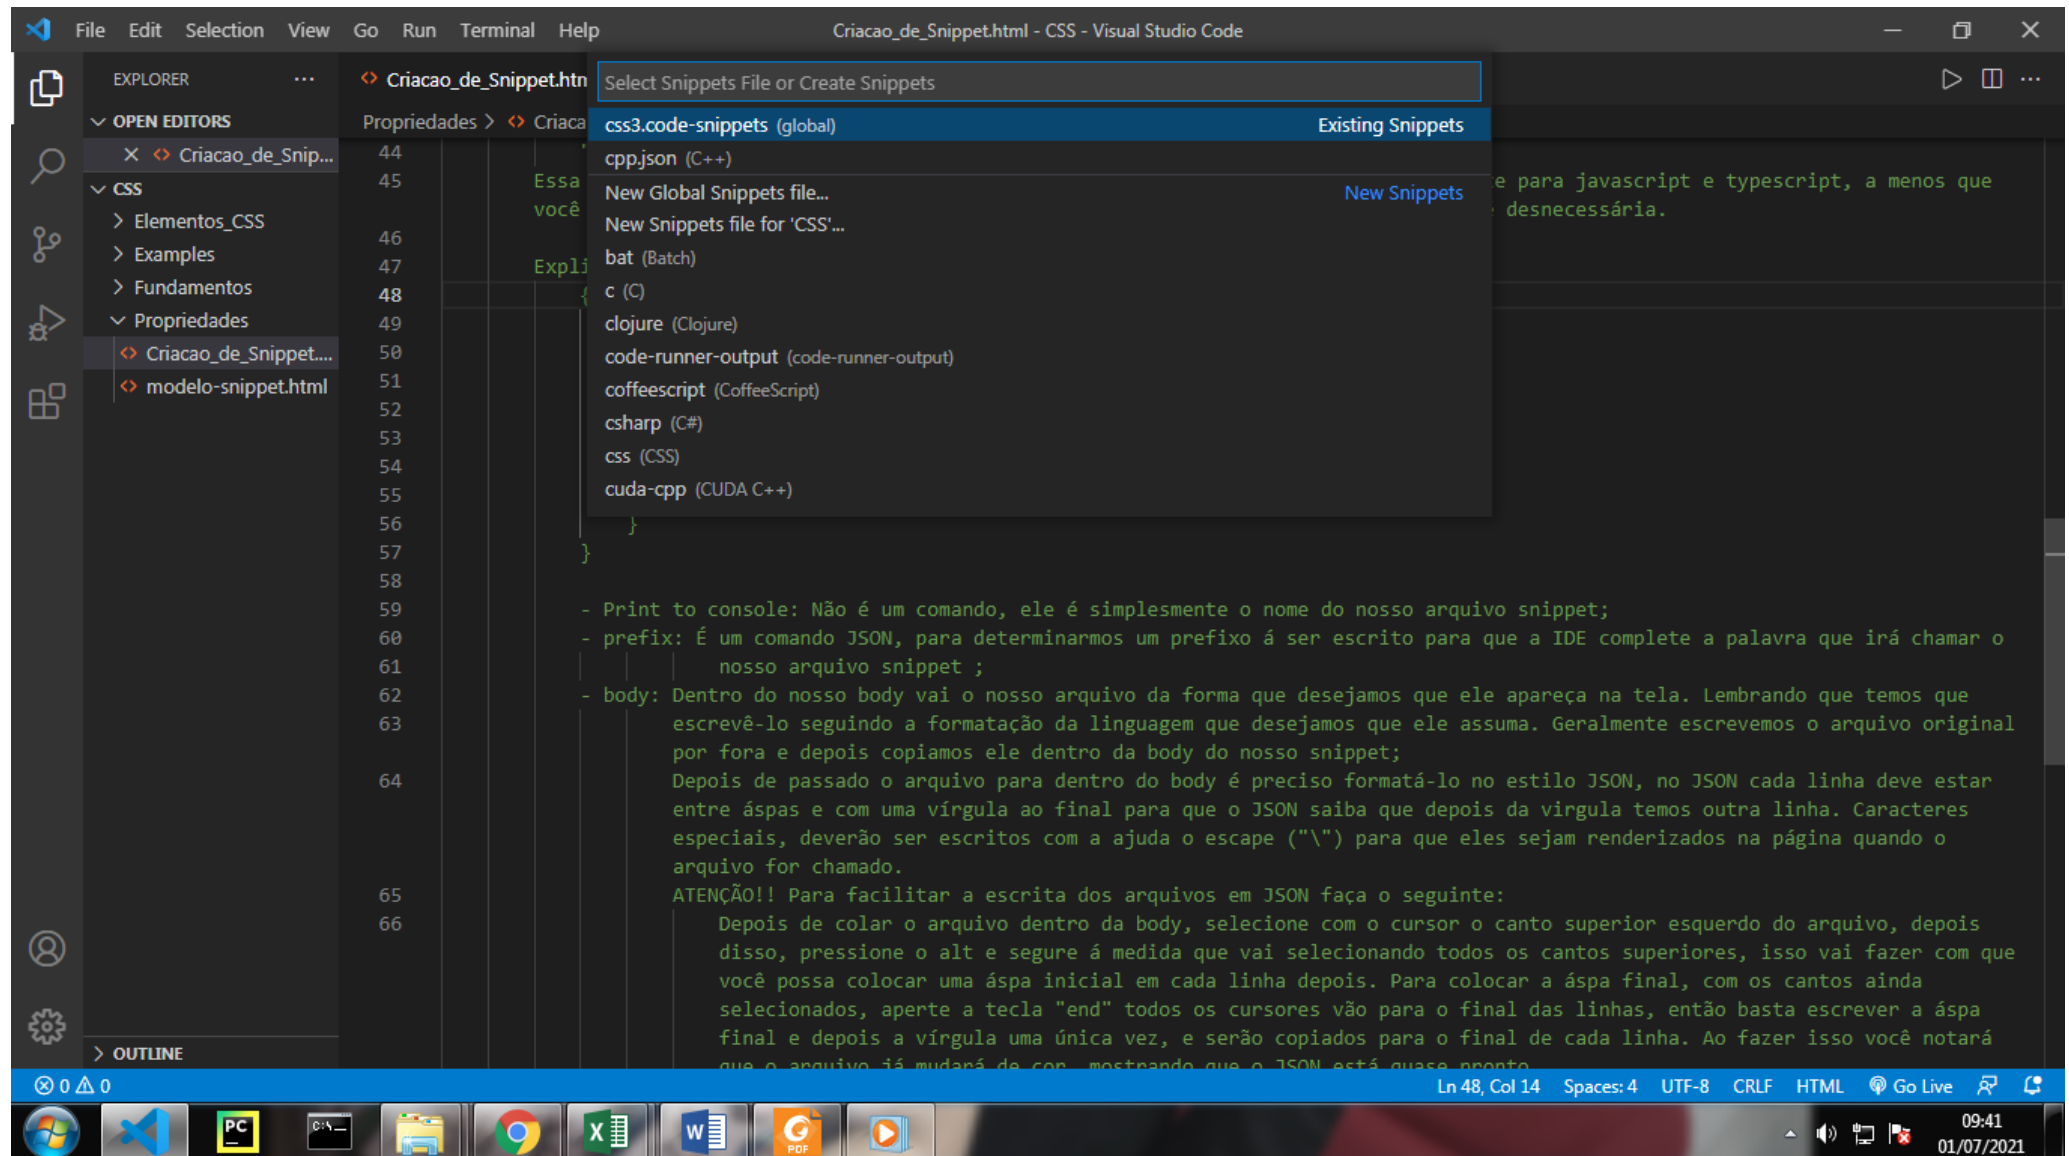 File Edit Selection View Go Run Terminal Help
Criacao_de_Snippet.html - CSS - Visual Studio Code
EXPLORER
OPEN EDITORS
Criacao_de_Snip...
CSS
Elementos_CSS
Examples
Fundamentos
Propriedades
Criacao_de_Snippet....
modelo-snippet.html
OUTLINE
Criacao_de_Snippet.htm
Propriedades > Criaca
Select Snippets File or Create Snippets
css3.code-snippets (global) Existing Snippets
cpp.json (C++)
New Global Snippets file... New Snippets
New Snippets file for 'CSS'...
bat (Batch)
c (C)
clojure (Clojure)
code-runner-output (code-runner-output)
coffeescript (CoffeeScript)
csharp (C#)
css (CSS)
cuda-cpp (CUDA C++)
44
45 Essa para javascript e typescript, a menos que
você desnecessária.
46
47 Expli
48 {
49
50
51
52
53
54
55
56 }
57 }
58
59 - Print to console: Não é um comando, ele é simplesmente o nome do nosso arquivo snippet;
60 - prefix: É um comando JSON, para determinarmos um prefixo á ser escrito para que a IDE complete a palavra que irá chamar o
61 nosso arquivo snippet ;
62 - body: Dentro do nosso body vai o nosso arquivo da forma que desejamos que ele apareça na tela. Lembrando que temos que
63 escrevê-lo seguindo a formatação da linguagem que desejamos que ele assuma. Geralmente escrevemos o arquivo original
por fora e depois copiamos ele dentro da body do nosso snippet;
64 Depois de passado o arquivo para dentro do body é preciso formatá-lo no estilo JSON, no JSON cada linha deve estar
entre áspas e com uma vírgula ao final para que o JSON saiba que depois da virgula temos outra linha. Caracteres
especiais, deverão ser escritos com a ajuda o escape ("\") para que eles sejam renderizados na página quando o
arquivo for chamado.
65 ATENÇÃO!! Para facilitar a escrita dos arquivos em JSON faça o seguinte:
66 Depois de colar o arquivo dentro da body, selecione com o cursor o canto superior esquerdo do arquivo, depois
disso, pressione o alt e segure á medida que vai selecionando todos os cantos superiores, isso vai fazer com que
você possa colocar uma áspa inicial em cada linha depois. Para colocar a áspa final, com os cantos ainda
selecionados, aperte a tecla "end" todos os cursores vão para o final das linhas, então basta escrever a áspa
final e depois a vírgula uma única vez, e serão copiados para o final de cada linha. Ao fazer isso você notará
que o arquivo já mudará de cor, mostrando que o JSON está quase pronto
0 0 Ln 48, Col 14 Spaces: 4 UTF-8 CRLF HTML Go Live
PC
C:\
X
W
PDF
09:41
01/07/2021